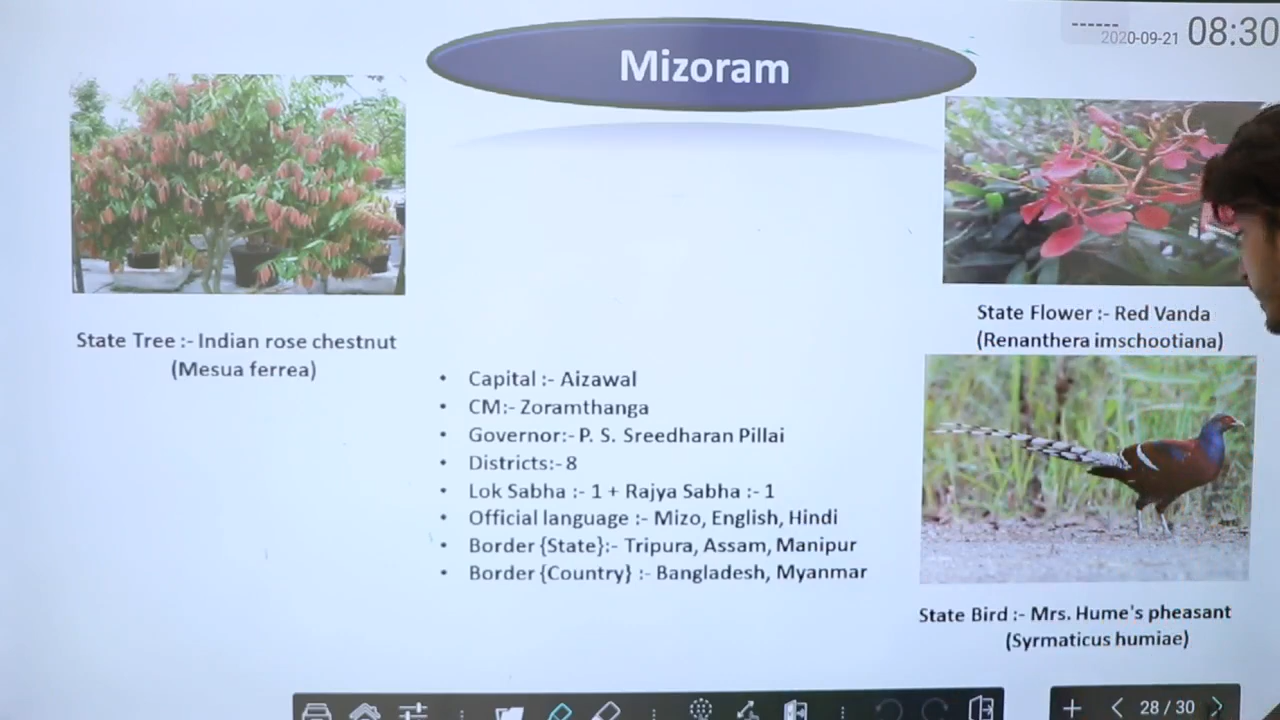 ------
2020-09-21 08:30
Mizoram
State Tree :- Indian rose chestnut
(Mesua ferrea)
State Flower :- Red Vanda
(Renanthera imschootiana)
• Capital :- Aizawal
• CM:- Zoramthanga
• Governor:- P. S. Sreedharan Pillai
• Districts:- 8
• Lok Sabha :- 1 + Rajya Sabha :- 1
• Official language :- Mizo, English, Hindi
• Border {State}:- Tripura, Assam, Manipur
• Border {Country} :- Bangladesh, Myanmar
State Bird :- Mrs. Hume's pheasant
(Syrmaticus humiae)
28 / 30